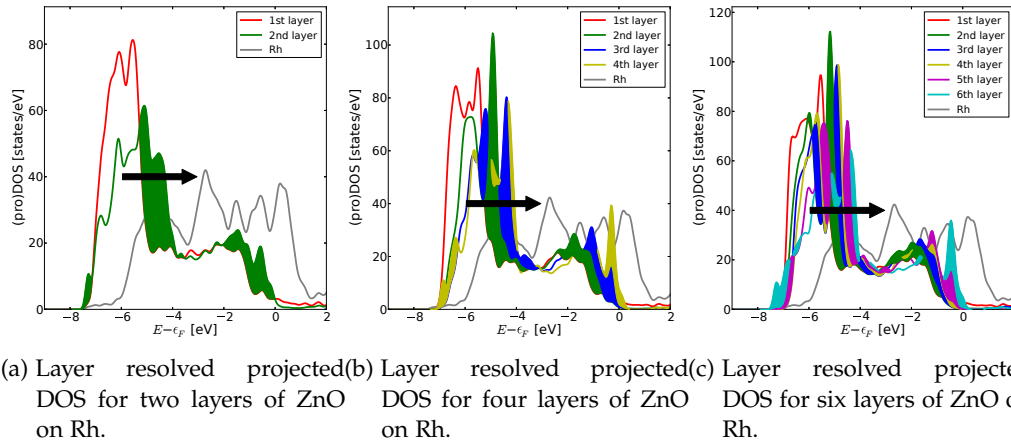 (pro)DOS [states/eV]
80
60
40
20
0
−8
−6
−4
−2
0
2
E−ϵF [eV]
1st layer
2nd layer
Rh
(pro)DOS [states/eV]
100
80
60
40
20
0
−8
−6
−4
−2
0
2
E−ϵF [eV]
1st layer
2nd layer
3rd layer
4th layer
Rh
(pro)DOS [states/eV]
120
100
80
60
40
20
0
−8
−6
−4
−2
0
E−ϵF [eV]
1st layer
2nd layer
3rd layer
4th layer
5th layer
6th layer
Rh
(a) Layer resolved projected
DOS for two layers of ZnO
on Rh.
(b) Layer resolved projected
DOS for four layers of ZnO
on Rh.
(c) Layer resolved projecte
DOS for six layers of ZnO o
Rh.